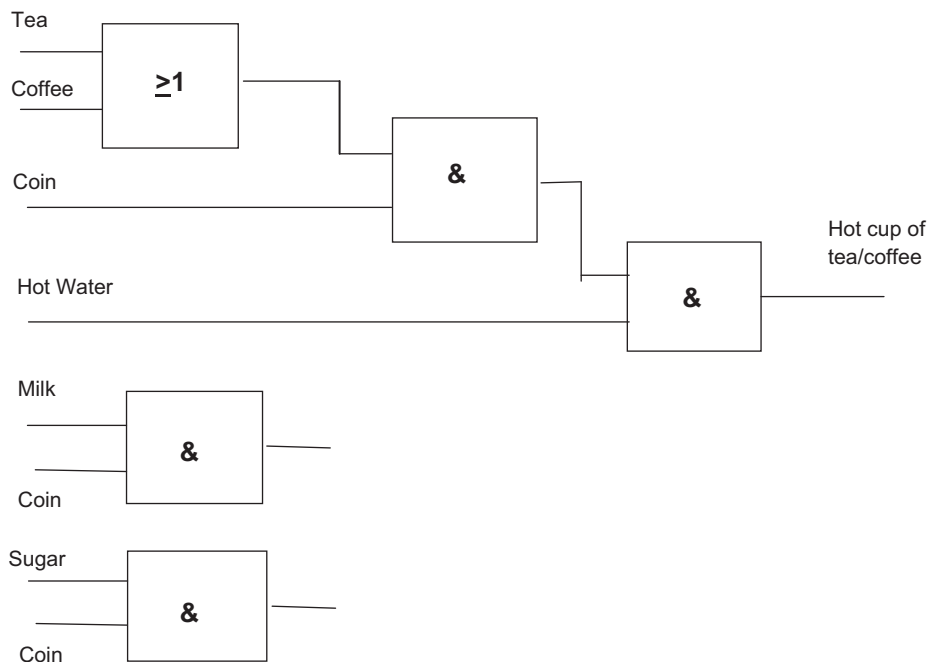 Tea
≥1
Coffee
&
Coin
Hot cup of
tea/coffee
Hot Water
&
Milk
&
Coin
Sugar
&
Coin